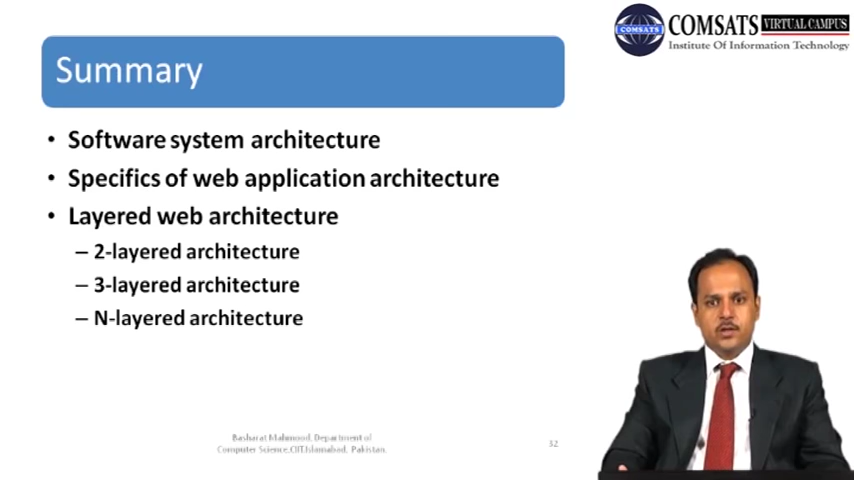 COMSATS VIRTUAL CAMPUS
COMSATS
Institute Of Information Technology
Summary
• Software system architecture
• Specifics of web application architecture
• Layered web architecture
– 2-layered architecture
– 3-layered architecture
– N-layered architecture
Basharat Mahmood, Department of
Computer Science,CIIT,Islamabad, Pakistan.
32